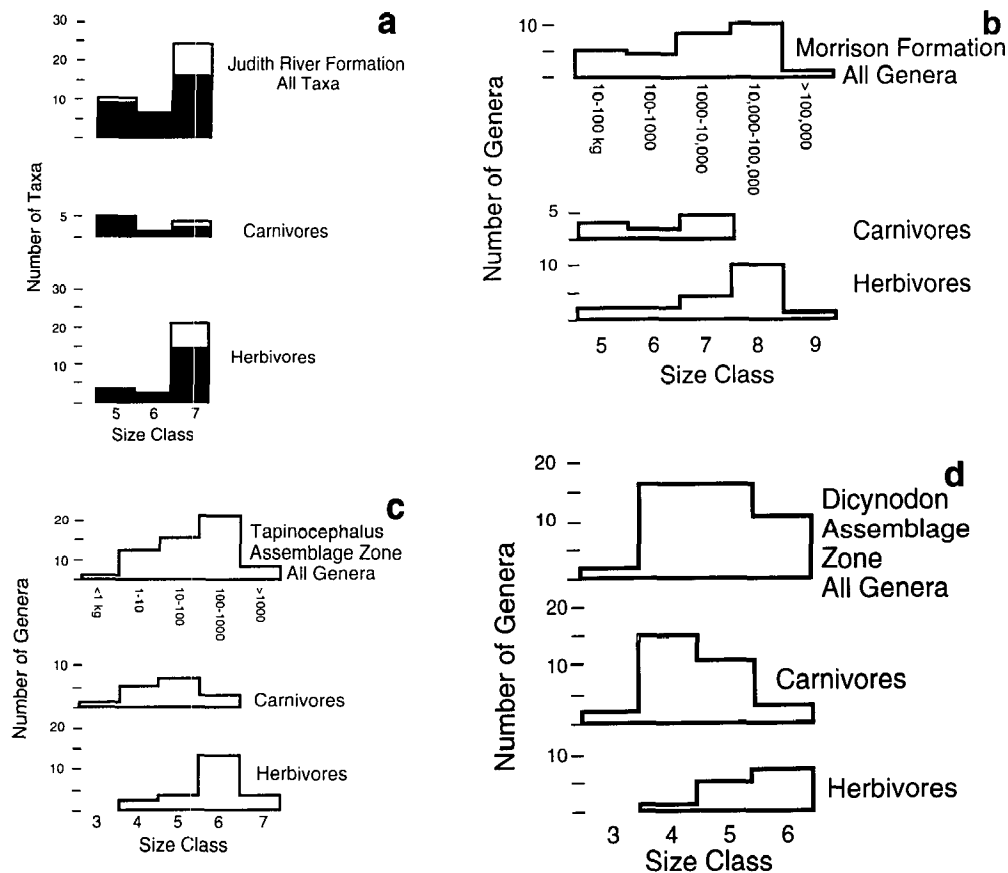 a
30
20
10
Judith River Formation
All Taxa
Number of Taxa
5
Carnivores
30
20
10
Herbivores
5 6 7
Size Class
b
10
Morrison Formation
All Genera
10-100 kg
100-1000
1000-10,000
10,000-100,000
>100,000
Number of Genera
5
Carnivores
10
Herbivores
5 6 7 8 9
Size Class
c
20
10
Tapinocephalus
Assemblage Zone
All Genera
<1 kg
1-10
10-100
100-1000
>1000
Number of Genera
10
Carnivores
20
10
Herbivores
3 4 5 6 7
Size Class
d
20
10
Dicynodon
Assemblage
Zone
All Genera
Number of Genera
20
10
Carnivores
10
Herbivores
3 4 5 6
Size Class